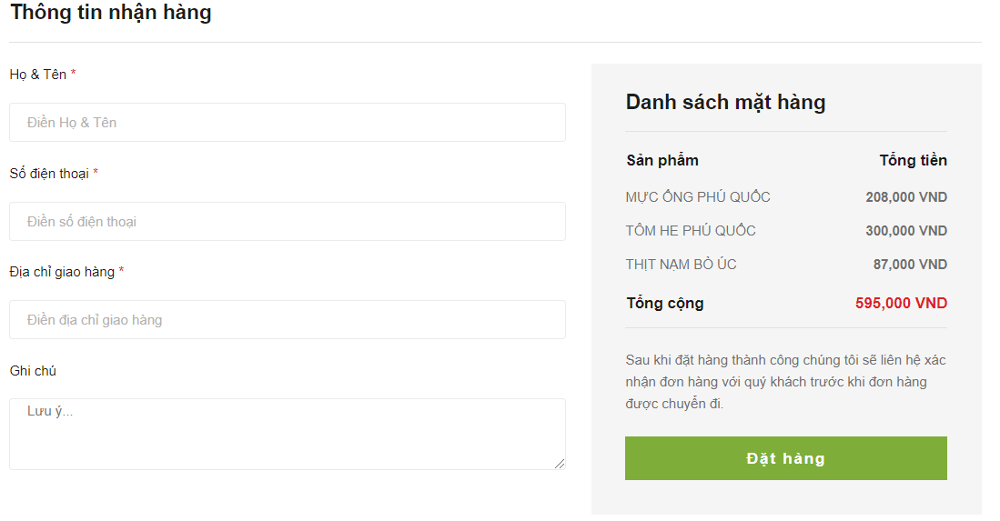 Thông tin nhận hàng
Họ & Tên *
Điền Họ & Tên
Số điện thoại *
Điền số điện thoại
Địa chỉ giao hàng *
Điền địa chỉ giao hàng
Ghi chú
Lưu ý...
Danh sách mặt hàng
Sản phẩm Tổng tiền
MỰC ỐNG PHÚ QUỐC 208,000 VND
TÔM HE PHÚ QUỐC 300,000 VND
THỊT NẠM BÒ ÚC 87,000 VND
Tổng cộng 595,000 VND
Sau khi đặt hàng thành công chúng tôi sẽ liên hệ xác
nhận đơn hàng với quý khách trước khi đơn hàng
được chuyển đi.
Đặt hàng